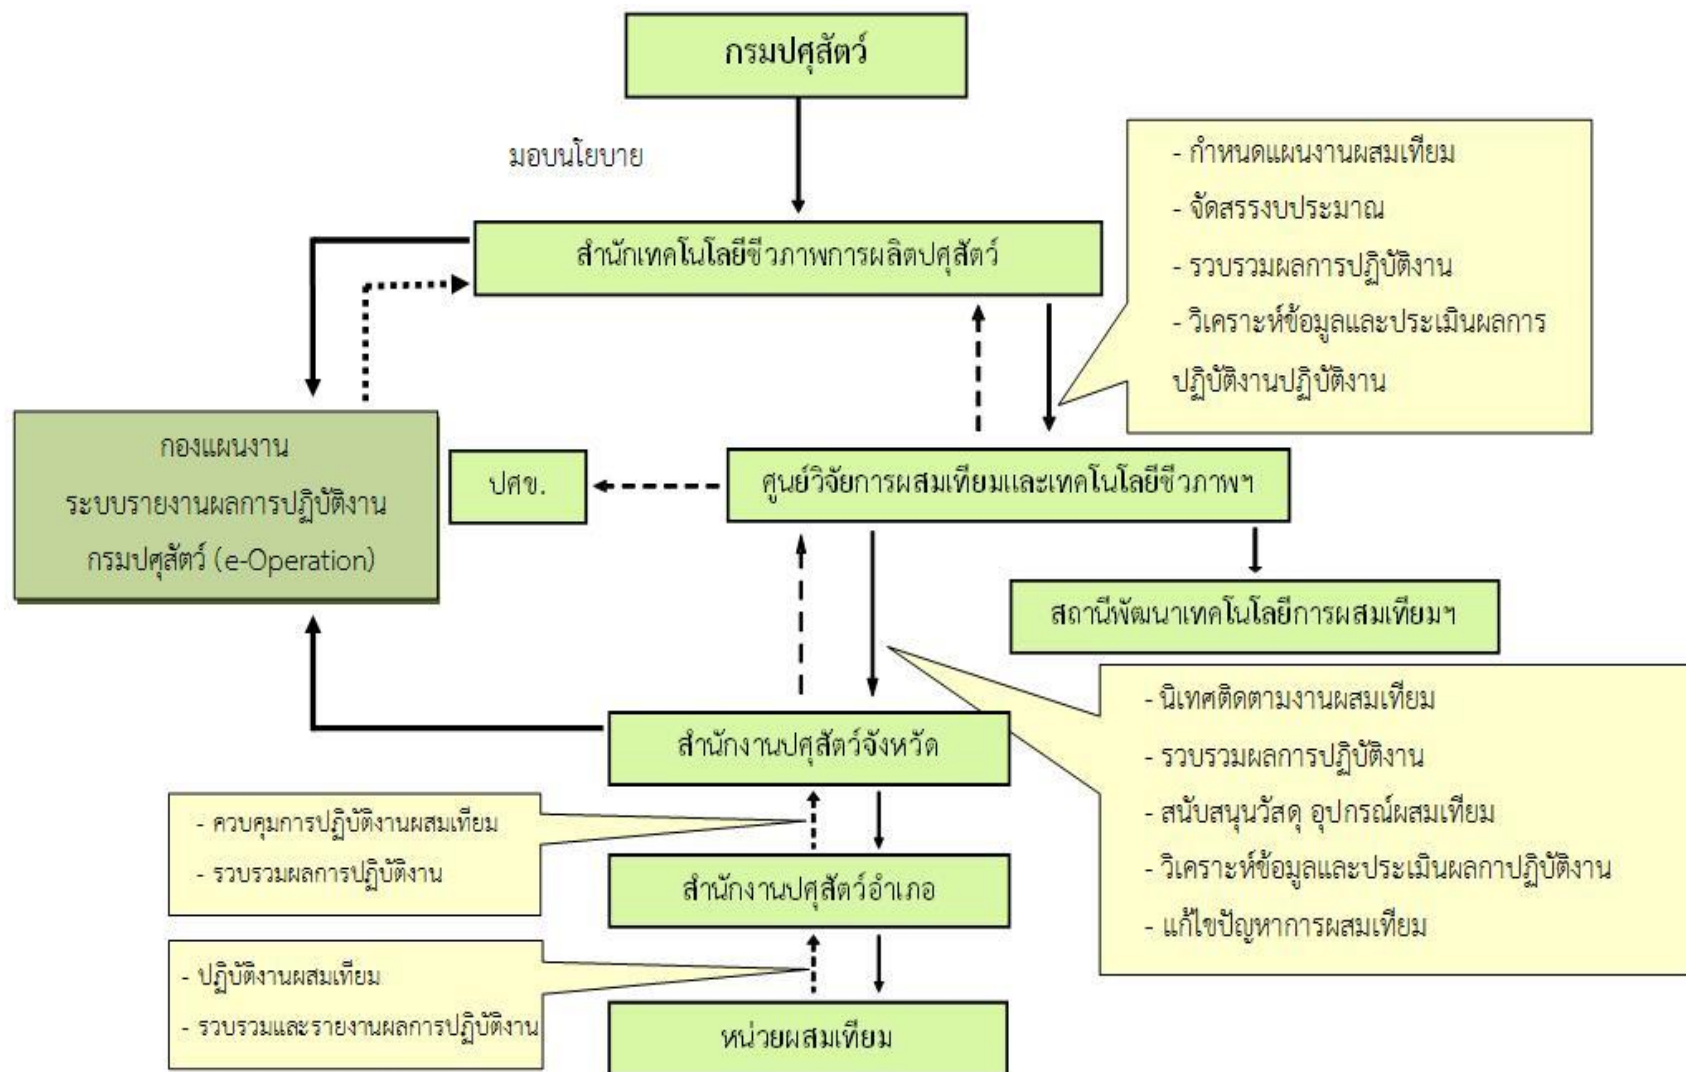 กรมปศุสัตว์
มอบนโยบาย
- กำหนดแผนงานผสมเทียม
- จัดสรรงบประมาณ
- รวบรวมผลการปฏิบัติงาน
- วิเคราะห์ข้อมูลและประเมินผลการ
ปฏิบัติงานปฏิบัติงาน
สำนักเทคโนโลยีชีวภาพการผลิตปศุสัตว์
กองแผนงาน
ระบบรายงานผลการปฏิบัติงาน
กรมปศุสัตว์ (e-Operation)
ปศข.
ศูนย์วิจัยการผสมเทียมและเทคโนโลยีชีวภาพฯ
สถานีพัฒนาเทคโนโลยีการผสมเทียมฯ
- นิเทศติดตามงานผสมเทียม
- รวบรวมผลการปฏิบัติงาน
- สนับสนุนวัสดุ อุปกรณ์ผสมเทียม
- วิเคราะห์ข้อมูลและประเมินผลกาปฏิบัติงาน
- แก้ไขปัญหาการผสมเทียม
สำนักงานปศุสัตว์จังหวัด
- ควบคุมการปฏิบัติงานผสมเทียม
- รวบรวมผลการปฏิบัติงาน
สำนักงานปศุสัตว์อำเภอ
- ปฏิบัติงานผสมเทียม
- รวบรวมและรายงานผลการปฏิบัติงาน
หน่วยผสมเทียม